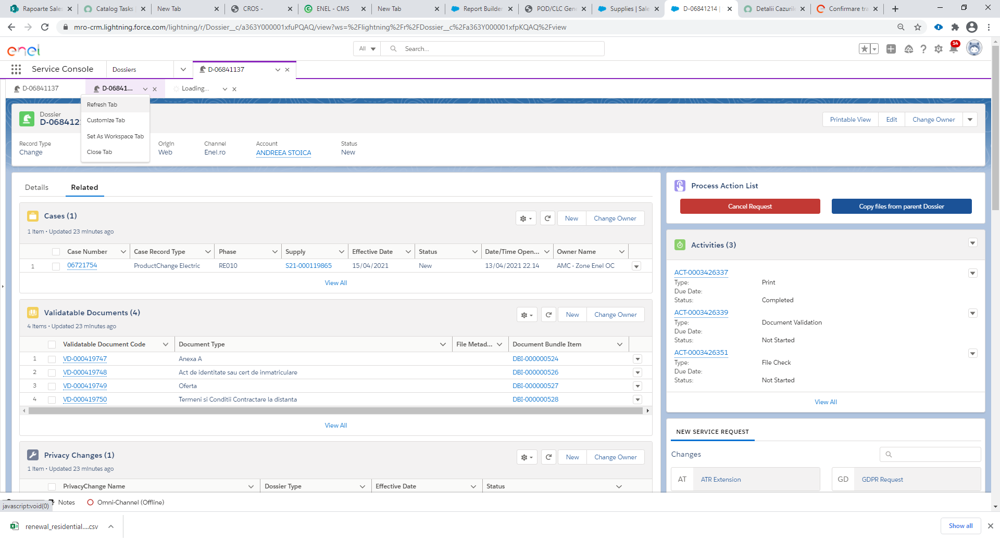 Rapoarte Sales
Catalog Tasks
New Tab
CROS -
ENEL - CMS
New Tab
Report Builder
POD/CLC Gene
Supplies | Sale
D-06841214 |
Detalii Cazurile
Confirmare tra
mro-crm.lightning.force.com/lightning/r/Dossier__c/a363Y000001xfuPQAQ/view?ws=%2Flightning%2Fr%2FDossier__c%2Fa363Y000001xfpKQAQ%2Fview
enel
All
Search...
14
Service Console
Dossiers
D-06841137
D-06841137
D-06841...
Loading...
Refresh Tab
Customize Tab
Set As Workspace Tab
Close Tab
Dossier
D-0684121
Printable View
Edit
Change Owner
Record Type
Change
Origin
Web
Channel
Enel.ro
Account
ANDREEA STOICA
Status
New
Details
Related
Cases (1)
1 Item • Updated 23 minutes ago
New
Change Owner
Case Number
Case Record Type
Phase
Supply
Effective Date
Status
Date/Time Open...
Owner Name
1
06721754
ProductChange Electric
RE010
S21-000119865
15/04/2021
New
13/04/2021 22.14
AMC - Zone Enel OC
View All
Validatable Documents (4)
4 Items • Updated 23 minutes ago
New
Change Owner
Validatable Document Code
Document Type
File Metad...
Document Bundle Item
1 VD-000419747 Anexa A DBI-000000524
2 VD-000419748 Act de identitate sau cert de inmatriculare DBI-000000526
3 VD-000419749 Oferta DBI-000000527
4 VD-000419750 Termeni si Conditii Contractare la distanta DBI-000000528
View All
Privacy Changes (1)
1 Item • Updated 23 minutes ago
New
Change Owner
PrivacyChange Name
Dossier Type
Effective Date
Status
Process Action List
Cancel Request
Copy files from parent Dossier
Activities (3)
ACT-0003426337
Type: Print
Due Date:
Status: Completed
ACT-0003426339
Type: Document Validation
Due Date:
Status: Not Started
ACT-0003426351
Type: File Check
Due Date:
Status: Not Started
View All
NEW SERVICE REQUEST
Changes
AT ATR Extension
GD GDPR Request
javascript:void(0)
Notes
Omni-Channel (Offline)
renewal_residential....csv
Show all